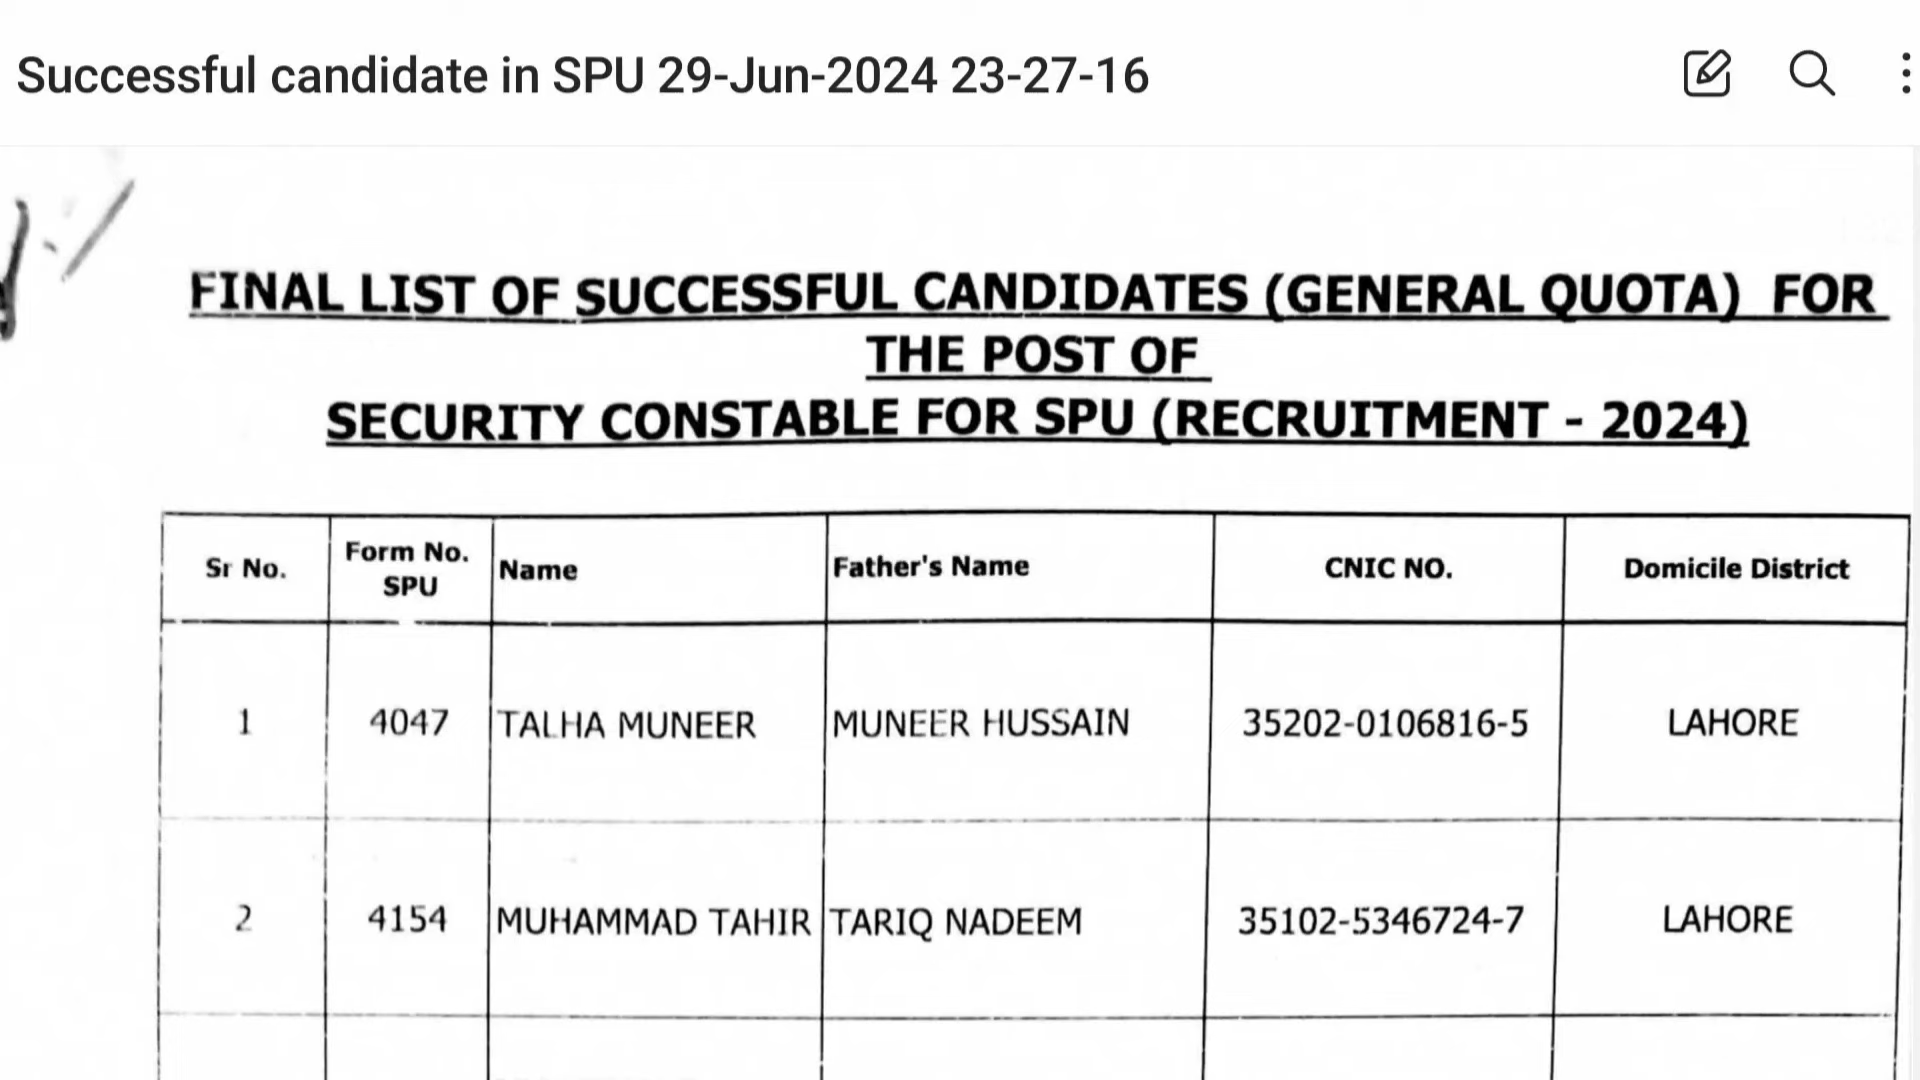 Successful candidate in SPU 29-Jun-2024 23-27-16
FINAL LIST OF SUCCESSFUL CANDIDATES (GENERAL QUOTA) FOR
THE POST OF
SECURITY CONSTABLE FOR SPU (RECRUITMENT - 2024)
Sr No. Form No. SPU Name Father's Name CNIC NO. Domicile District
1 4047 TALHA MUNEER MUNEER HUSSAIN 35202-0106816-5 LAHORE
2 4154 MUHAMMAD TAHIR TARIQ NADEEM 35102-5346724-7 LAHORE